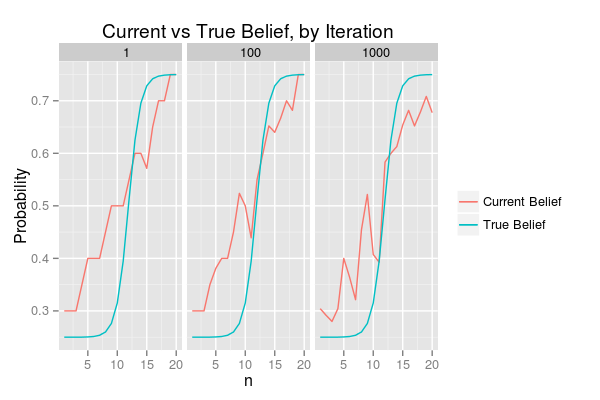 Current vs True Belief, by Iteration
1 100 1000
Probability
0.7
0.6
0.5
0.4
0.3
5 10 15 20 5 10 15 20 5 10 15 20
n
Current Belief
True Belief